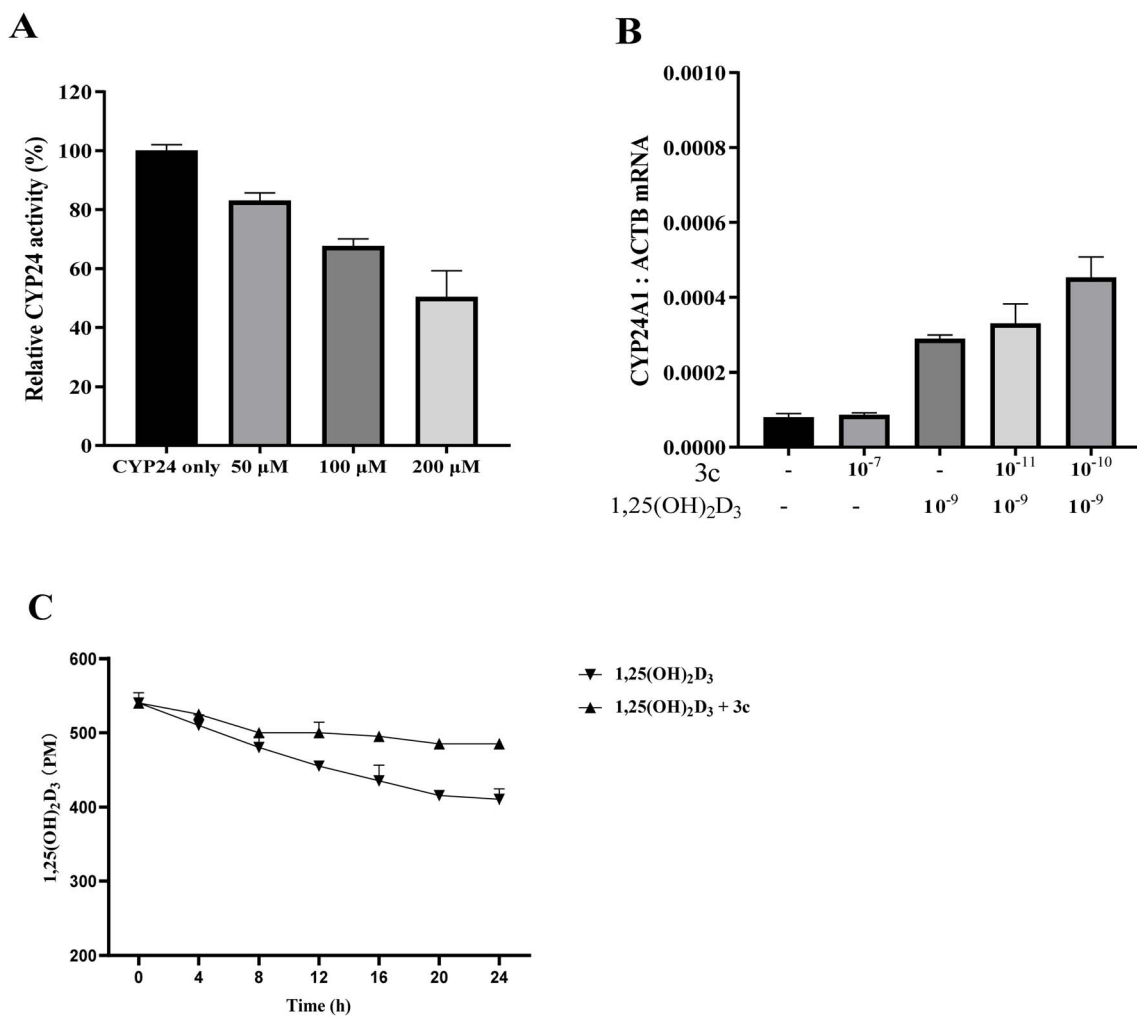 A
Relative CYP24 activity (%)
120
100
80
60
40
20
0
CYP24 only 50 μM 100 μM 200 μM
B
CYP24A1 : ACTB mRNA
0.0010
0.0008
0.0006
0.0004
0.0002
0.0000
3c - 10⁻⁷ - 10⁻¹¹ 10⁻¹⁰
1,25(OH)₂D₃ - - 10⁻⁹ 10⁻⁹ 10⁻⁹
C
1,25(OH)₂D₃ (PM)
600
500
400
300
200
0 4 8 12 16 20 24
Time (h)
1,25(OH)₂D₃
1,25(OH)₂D₃ + 3c